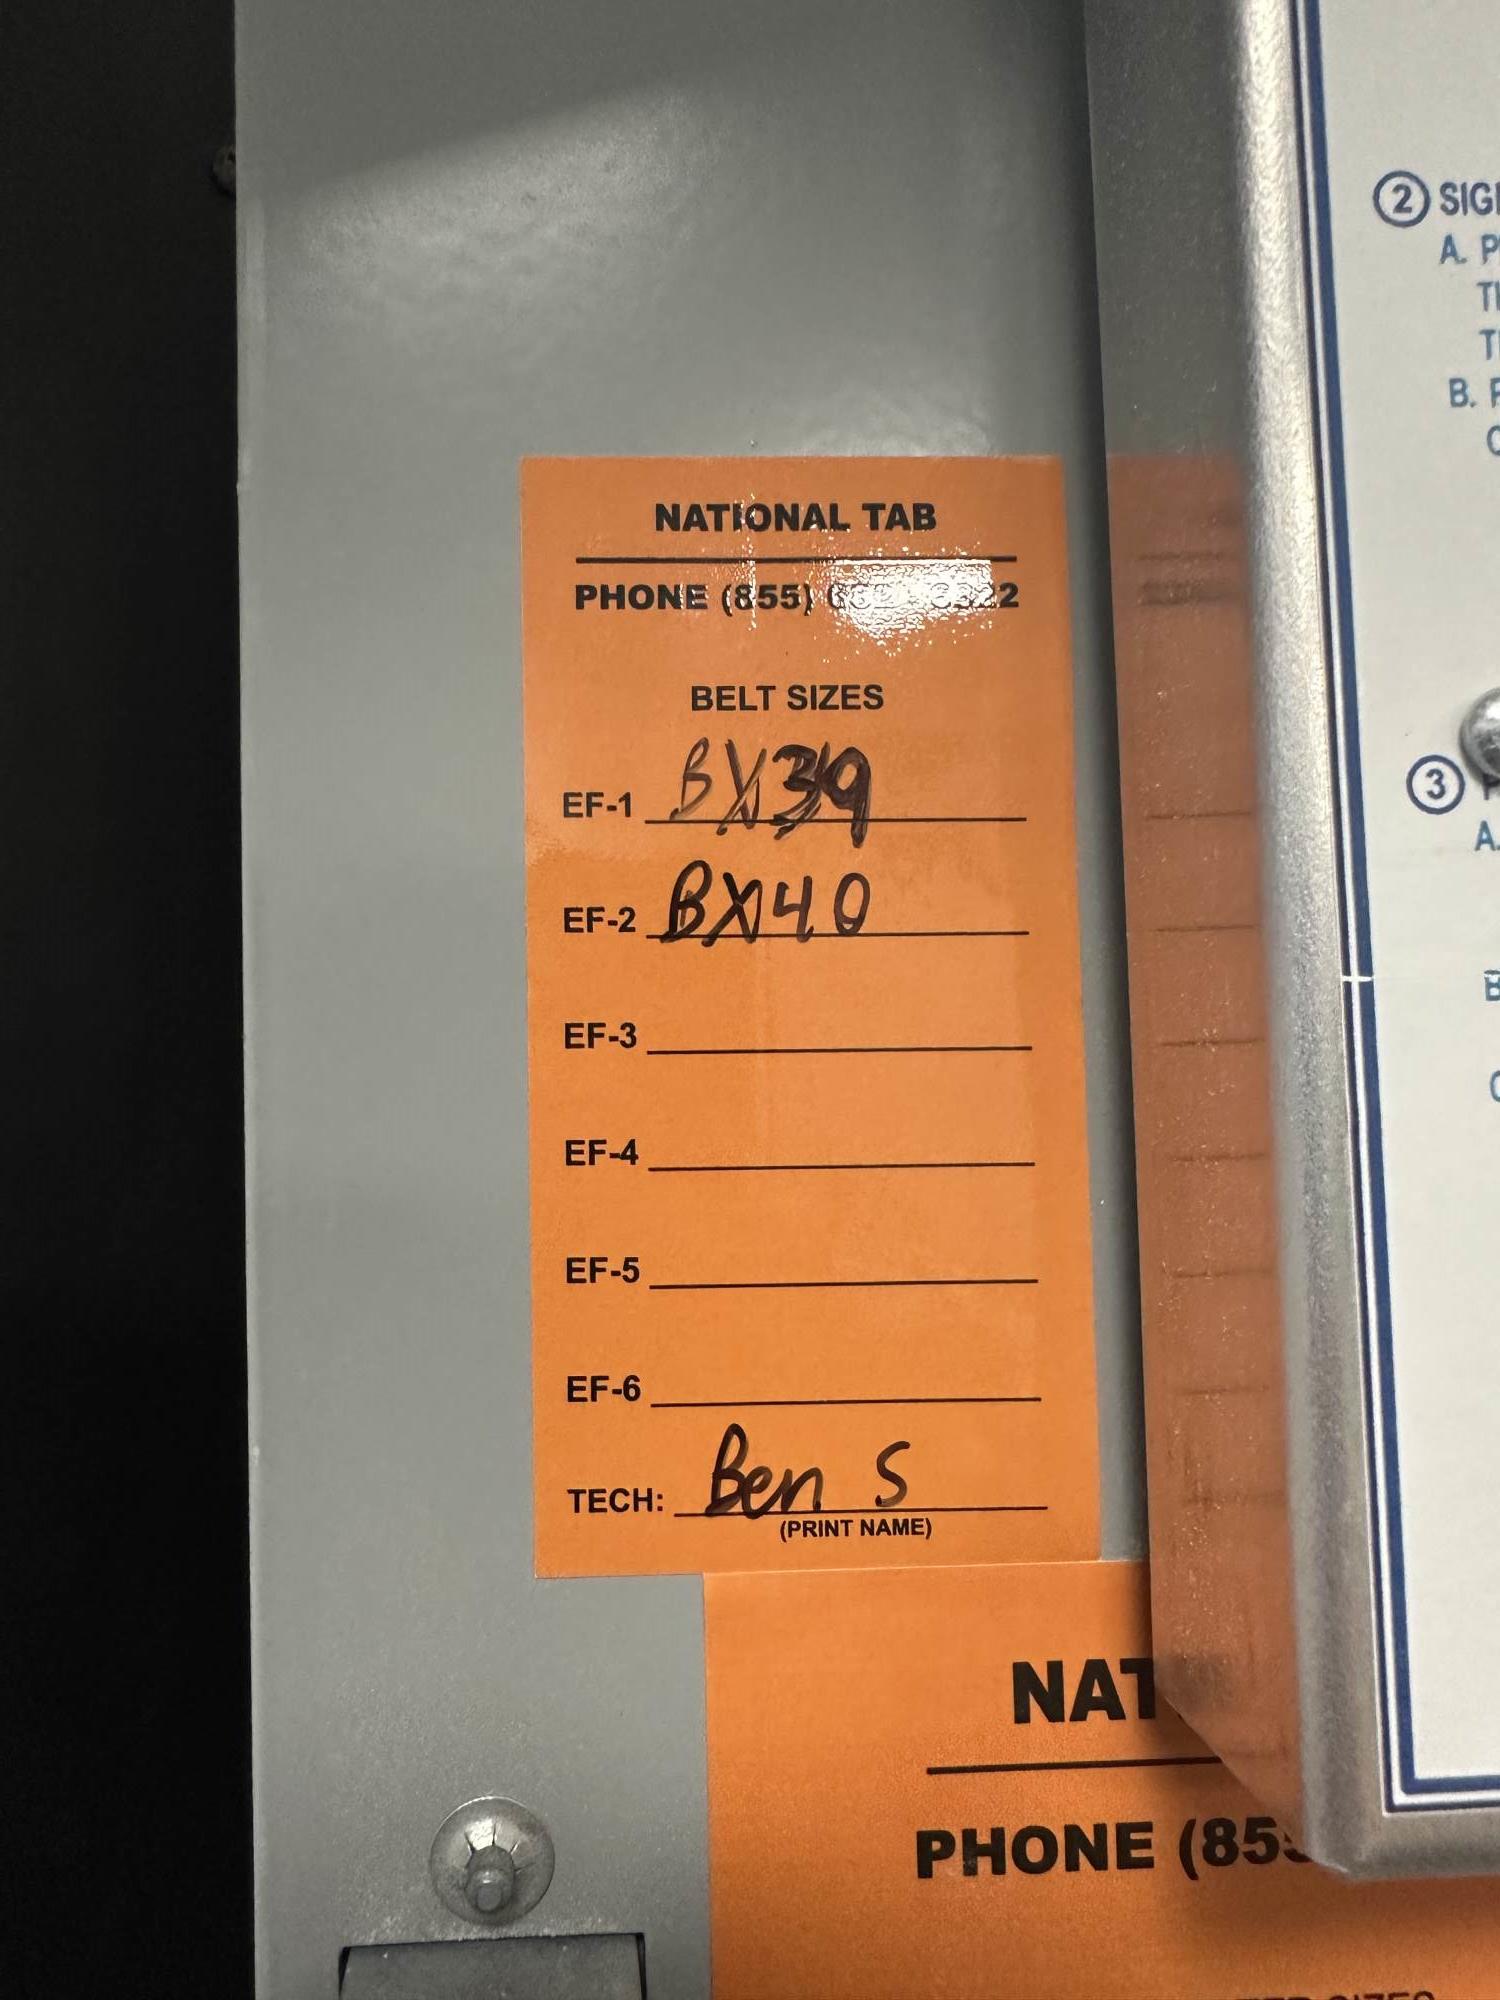 NATIONAL TAB
PHONE (855)
BELT SIZES
EF-1 BX39
EF-2 BX40
EF-3
EF-4
EF-5
EF-6
TECH: Ben S
(PRINT NAME)
NAT
PHONE (855
2 SIG
A. P
B.
3
A.
B
C